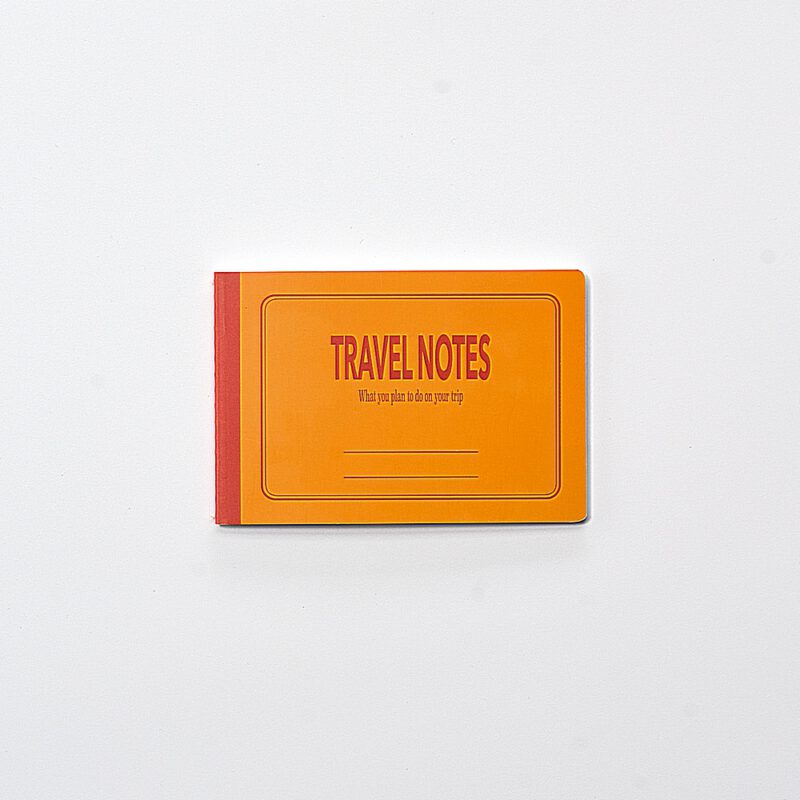 TRAVEL NOTES
What you plan to do on your trip